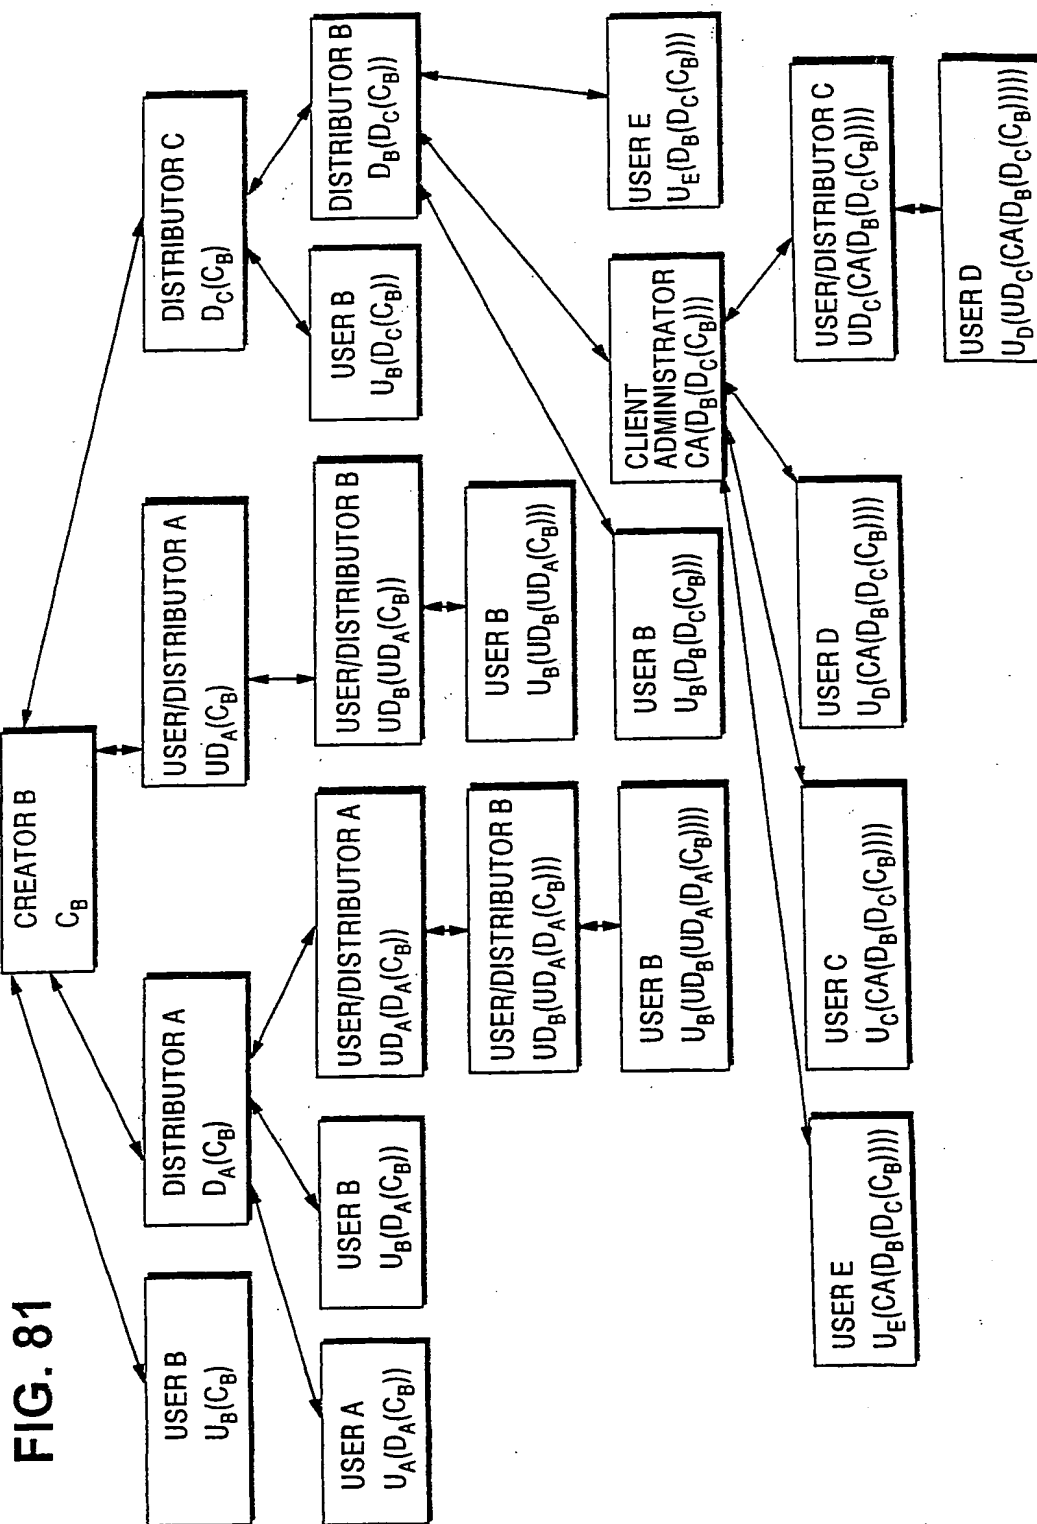 FIG. 81
CREATOR B
C_B
USER B
U_B(C_B)
DISTRIBUTOR A
D_A(C_B)
USER/DISTRIBUTOR A
UD_A(C_B)
DISTRIBUTOR C
D_C(C_B)
USER A
U_A(D_A(C_B))
USER B
U_B(D_A(C_B))
USER/DISTRIBUTOR A
UD_A(D_A(C_B))
USER/DISTRIBUTOR B
UD_B(UD_A(C_B))
USER B
U_B(D_C(C_B))
DISTRIBUTOR B
D_B(D_C(C_B))
USER/DISTRIBUTOR B
UD_B(UD_A(D_A(C_B)))
USER B
U_B(UD_B(UD_A(C_B)))
USER B
U_B(UD_B(UD_A(D_A(C_B))))
USER B
U_B(D_B(D_C(C_B)))
CLIENT
ADMINISTRATOR
CA(D_B(D_C(C_B)))
USER E
U_E(D_B(D_C(C_B)))
USER E
U_E(CA(D_B(D_C(C_B))))
USER C
U_C(CA(D_B(D_C(C_B))))
USER D
U_D(CA(D_B(D_C(C_B))))
USER/DISTRIBUTOR C
UD_C(CA(D_B(D_C(C_B))))
USER D
U_D(UD_C(CA(D_B(D_C(C_B)))))